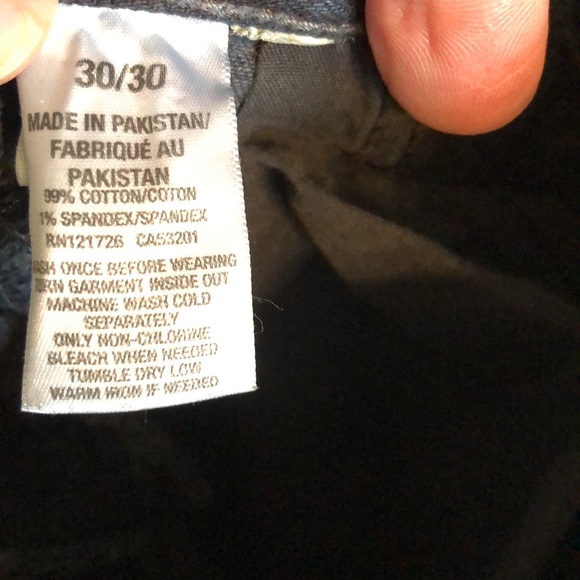 30/30
MADE IN PAKISTAN/
FABRIQUÉ AU
PAKISTAN
99% COTTON/COTON
1% SPANDEX/SPANDEX
RN121726 CA53201
ASH ONCE BEFORE WEARING
URN GARMENT INSIDE OUT
MACHINE WASH COLD
SEPARATELY
ONLY NON-CHLORINE
BLEACH WHEN NEEDED
TUMBLE DRY LOW
WARM IRON IF NEEDED